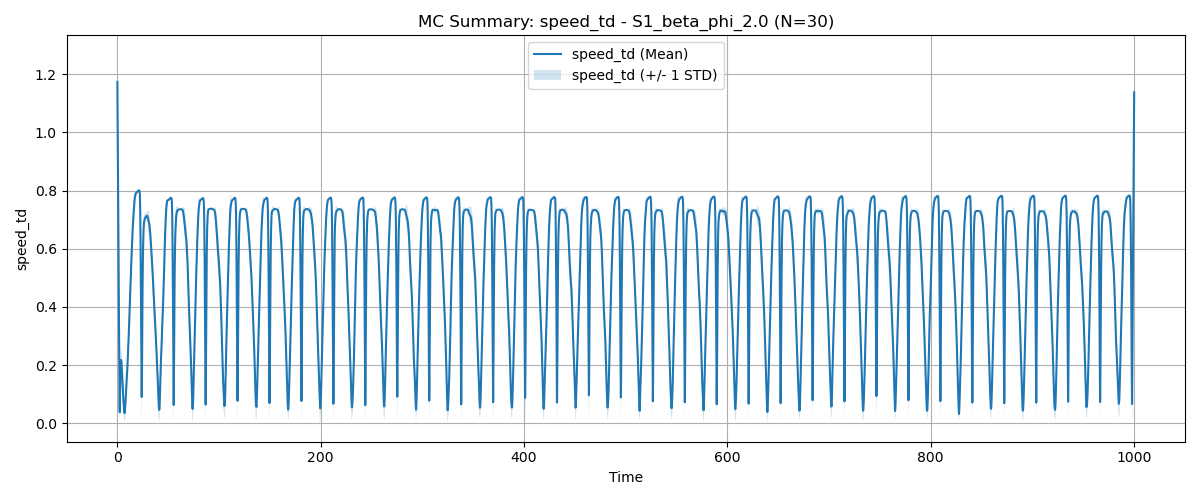 MC Summary: speed_td - S1_beta_phi_2.0 (N=30)
speed_td (Mean)
speed_td (+/- 1 STD)
speed_td
1.2
1.0
0.8
0.6
0.4
0.2
0.0
0 200 400 600 800 1000
Time